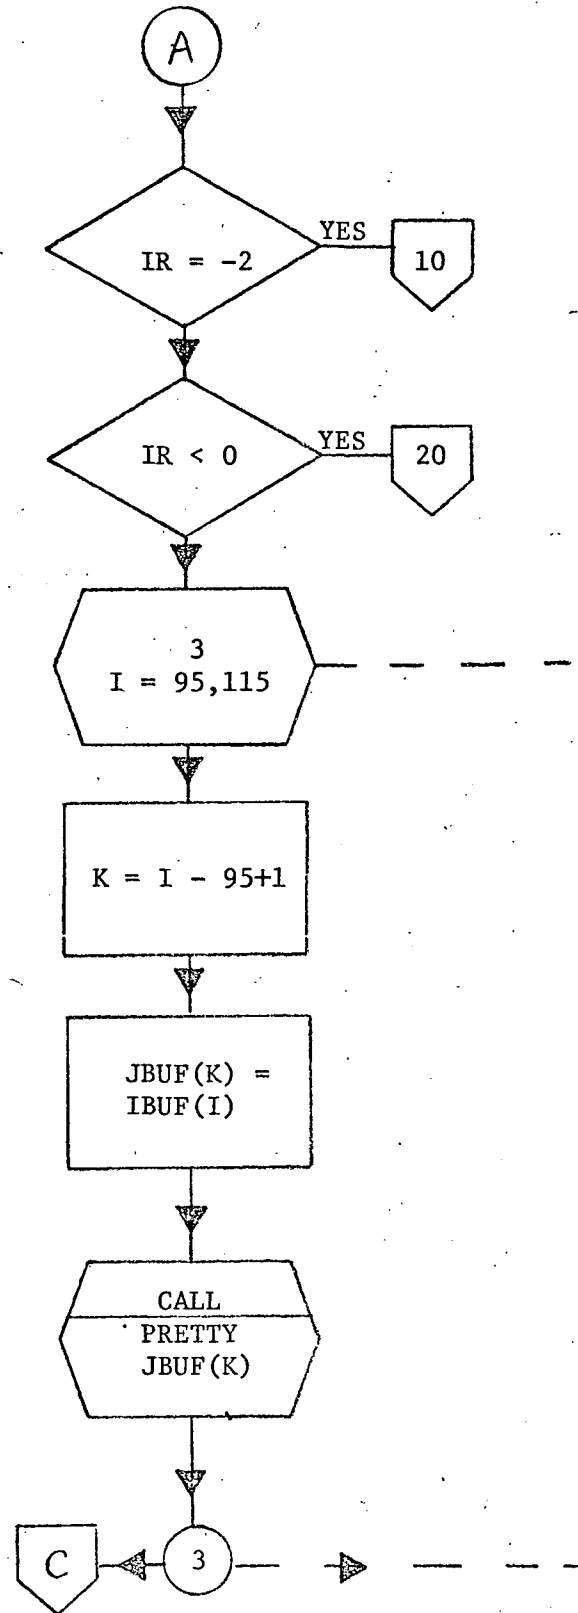 A
YES
IR = -2
10
YES
IR < 0
20
3
I = 95,115
K = I - 95+1
JBUF(K) =
IBUF(I)
CALL
PRETTY
JBUF(K)
C
3